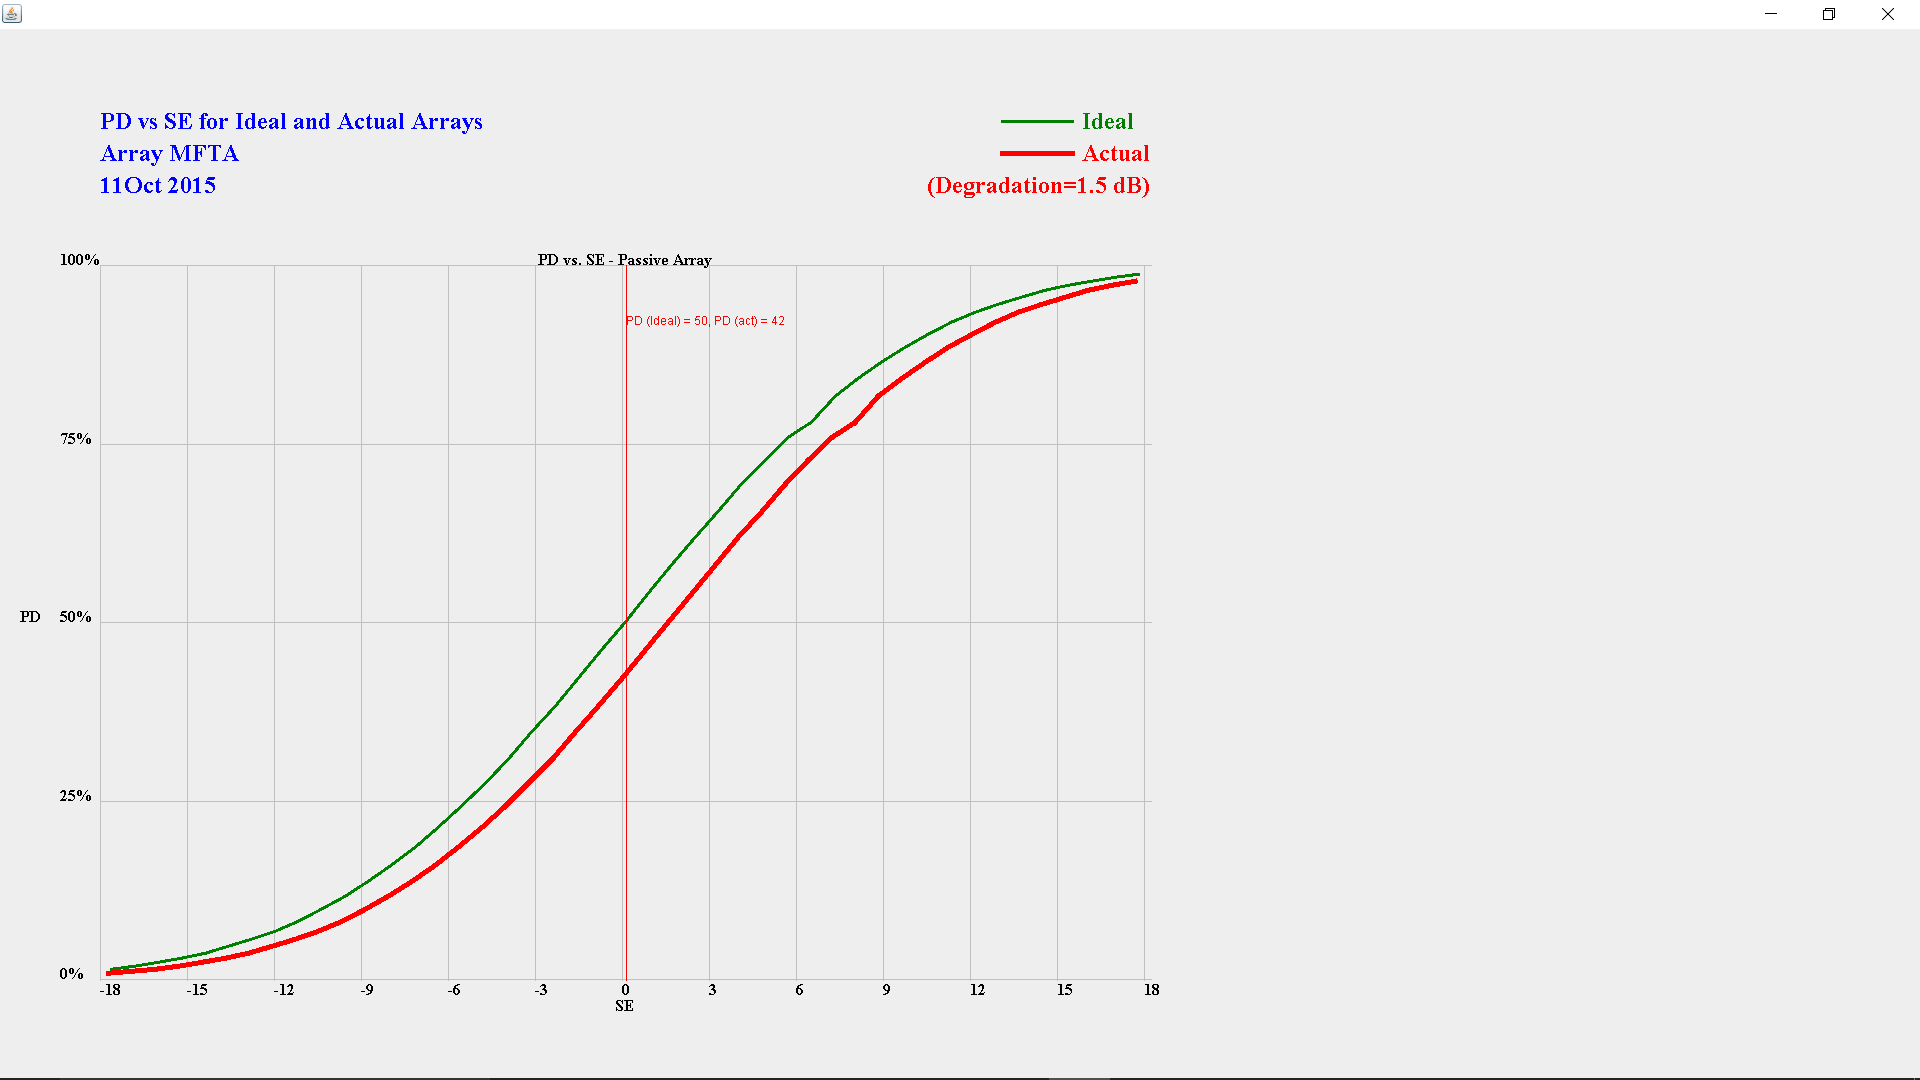 PD vs SE for Ideal and Actual Arrays
Array MFTA
11Oct 2015
Ideal
Actual
(Degradation=1.5 dB)
PD vs. SE - Passive Array
PD (Ideal) = 50, PD (act) = 42
100%
75%
PD 50%
25%
0%
-18 -15 -12 -9 -6 -3 0 3 6 9 12 15 18
SE